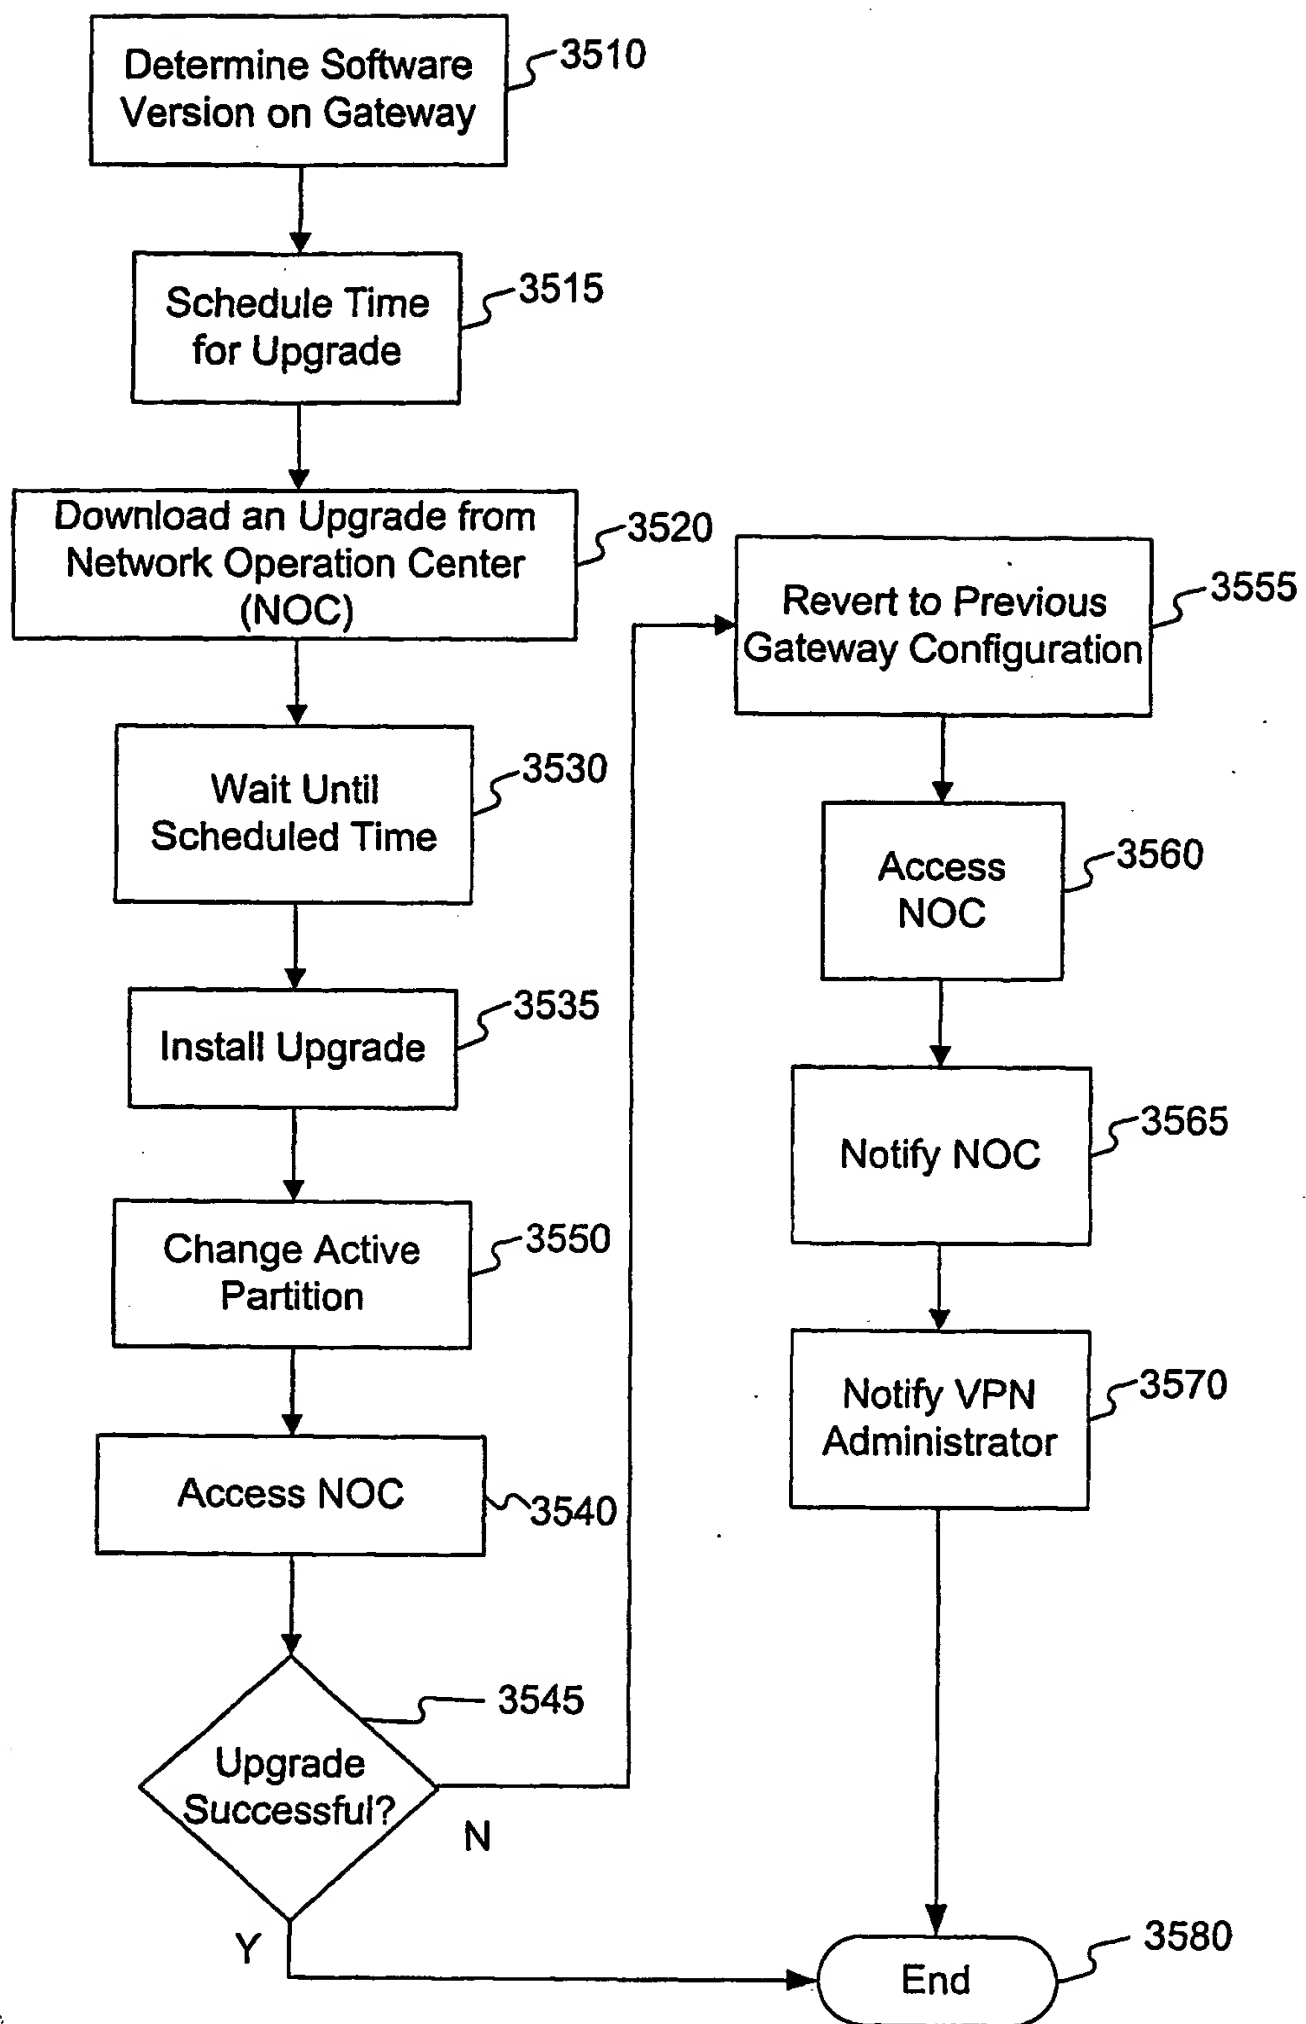 Determine Software
Version on Gateway
3510
Schedule Time
for Upgrade
3515
Download an Upgrade from
Network Operation Center
(NOC)
3520
Wait Until
Scheduled Time
3530
Install Upgrade
3535
Change Active
Partition
3550
Access NOC
3540
Upgrade
Successful?
3545
N
Y
Revert to Previous
Gateway Configuration
3555
Access
NOC
3560
Notify NOC
3565
Notify VPN
Administrator
3570
End
3580